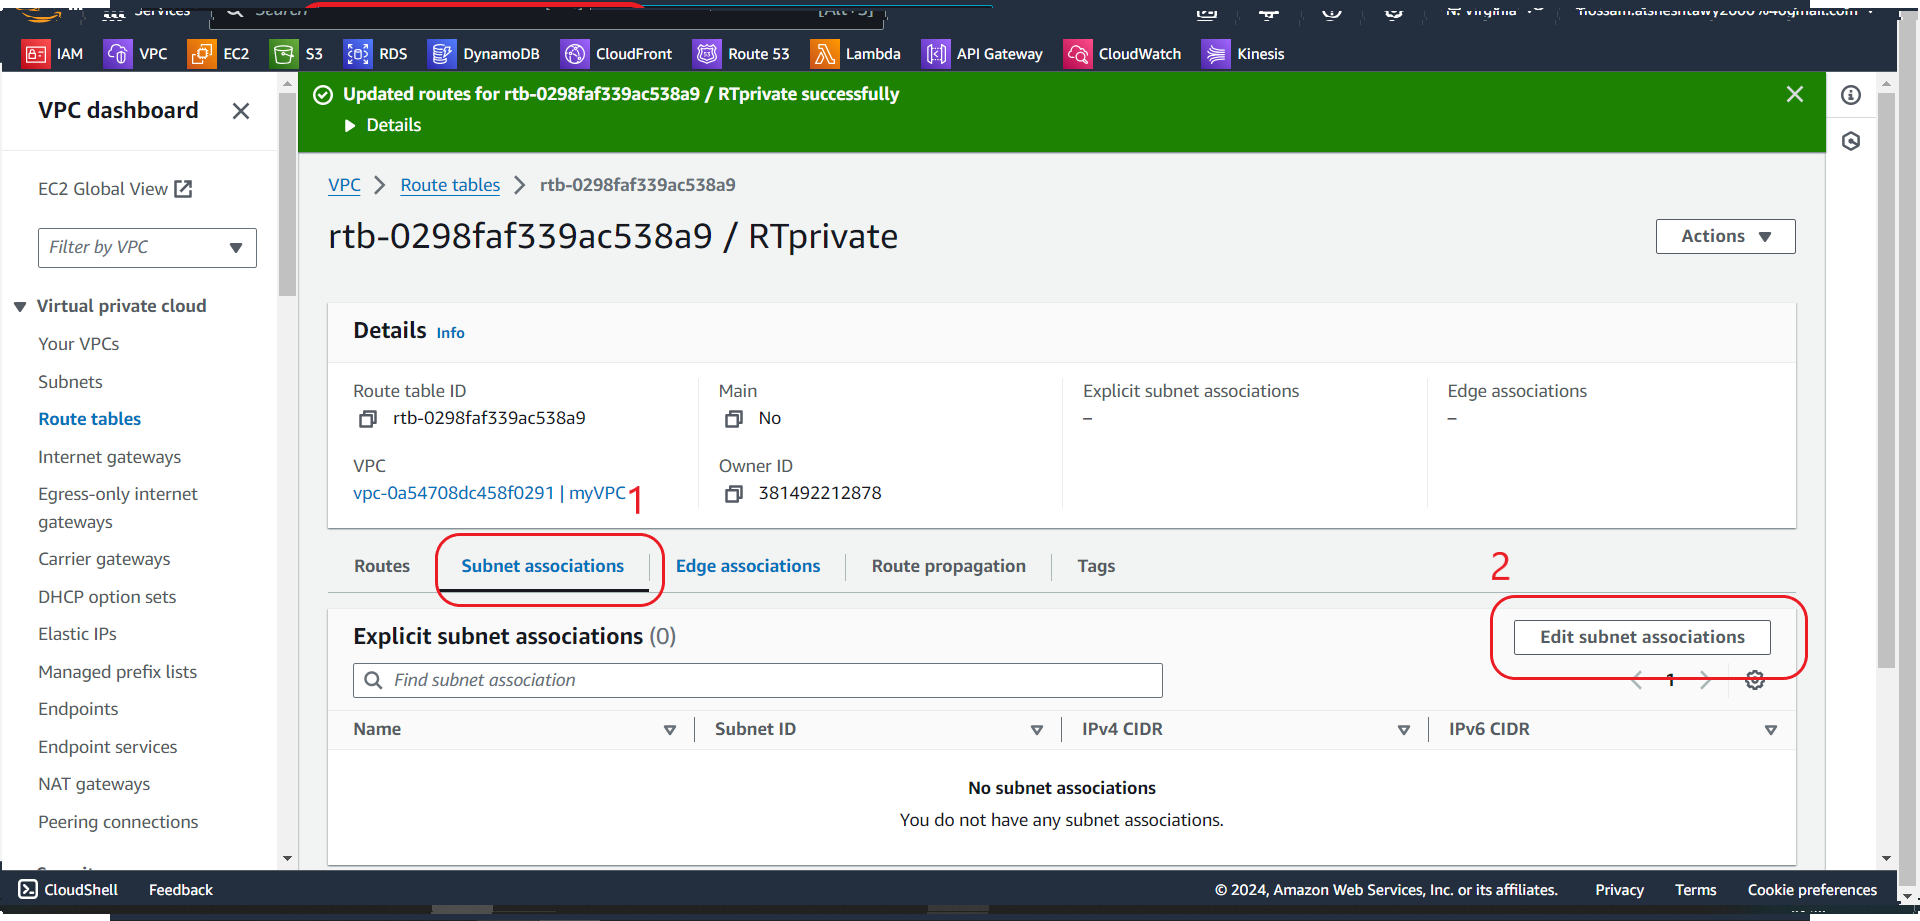 Services
Search
[Alt+S]
N. Virginia
IAM
VPC
EC2
S3
RDS
DynamoDB
CloudFront
Route 53
Lambda
API Gateway
CloudWatch
Kinesis
VPC dashboard
EC2 Global View
Filter by VPC
Virtual private cloud
Your VPCs
Subnets
Route tables
Internet gateways
Egress-only internet
gateways
Carrier gateways
DHCP option sets
Elastic IPs
Managed prefix lists
Endpoints
Endpoint services
NAT gateways
Peering connections
Updated routes for rtb-0298faf339ac538a9 / RTprivate successfully
Details
VPC
Route tables
rtb-0298faf339ac538a9
rtb-0298faf339ac538a9 / RTprivate
Actions
Details Info
Route table ID
rtb-0298faf339ac538a9
Main
No
Explicit subnet associations
–
Edge associations
–
VPC
vpc-0a54708dc458f0291 | myVPC
1
Owner ID
381492212878
Routes
Subnet associations
Edge associations
Route propagation
Tags
2
Explicit subnet associations (0)
Edit subnet associations
Find subnet association
1
Name
Subnet ID
IPv4 CIDR
IPv6 CIDR
No subnet associations
You do not have any subnet associations.
CloudShell
Feedback
© 2024, Amazon Web Services, Inc. or its affiliates.
Privacy
Terms
Cookie preferences